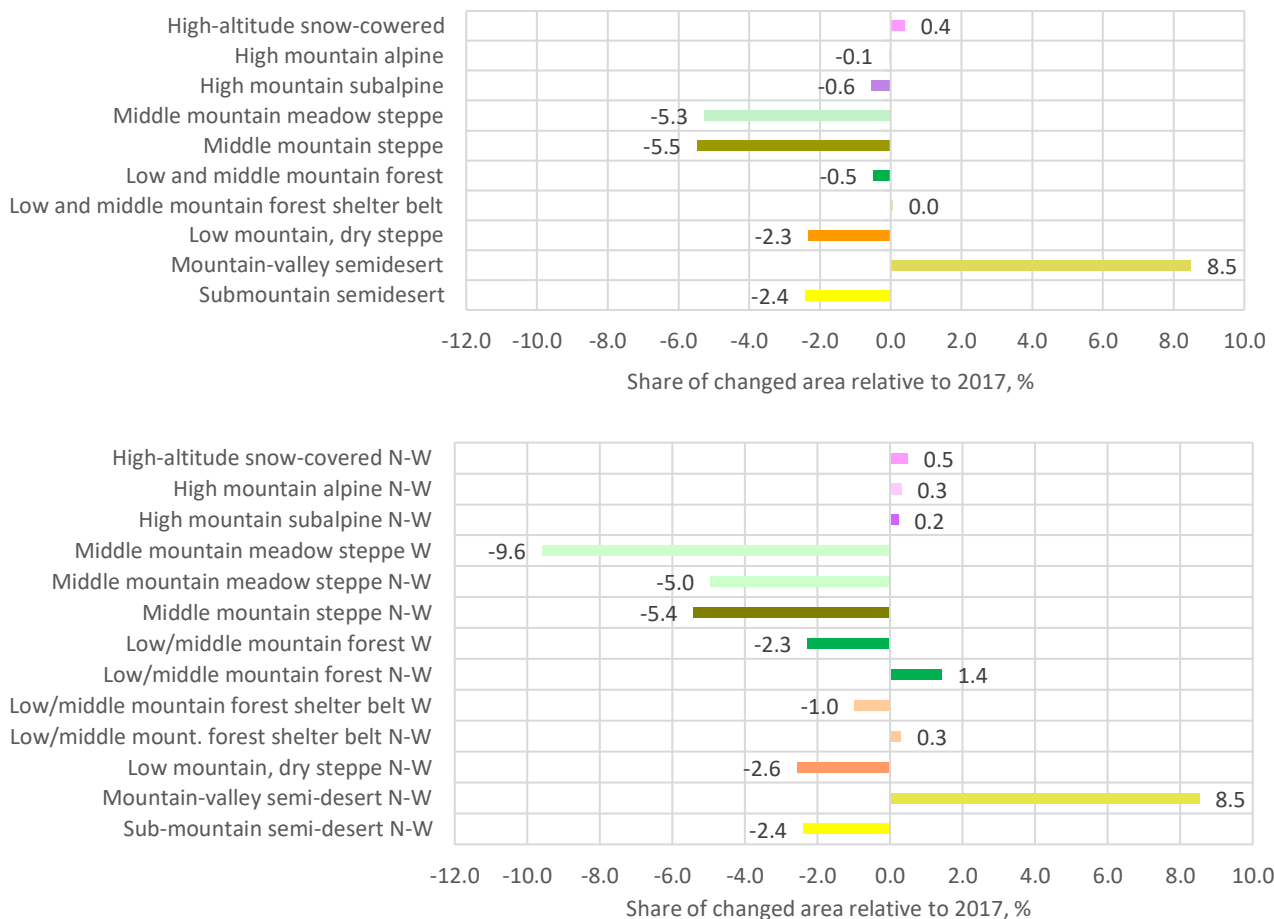 High-altitude snow-cowered 0.4
High mountain alpine -0.1
High mountain subalpine -0.6
Middle mountain meadow steppe -5.3
Middle mountain steppe -5.5
Low and middle mountain forest -0.5
Low and middle mountain forest shelter belt 0.0
Low mountain, dry steppe -2.3
Mountain-valley semidesert 8.5
Submountain semidesert -2.4
-12.0 -10.0 -8.0 -6.0 -4.0 -2.0 0.0 2.0 4.0 6.0 8.0 10.0
Share of changed area relative to 2017, %
High-altitude snow-covered N-W 0.5
High mountain alpine N-W 0.3
High mountain subalpine N-W 0.2
Middle mountain meadow steppe W -9.6
Middle mountain meadow steppe N-W -5.0
Middle mountain steppe N-W -5.4
Low/middle mountain forest W -2.3
Low/middle mountain forest N-W 1.4
Low/middle mountain forest shelter belt W -1.0
Low/middle mount. forest shelter belt N-W 0.3
Low mountain, dry steppe N-W -2.6
Mountain-valley semi-desert N-W 8.5
Sub-mountain semi-desert N-W -2.4
-12.0 -10.0 -8.0 -6.0 -4.0 -2.0 0.0 2.0 4.0 6.0 8.0 10.0
Share of changed area relative to 2017, %